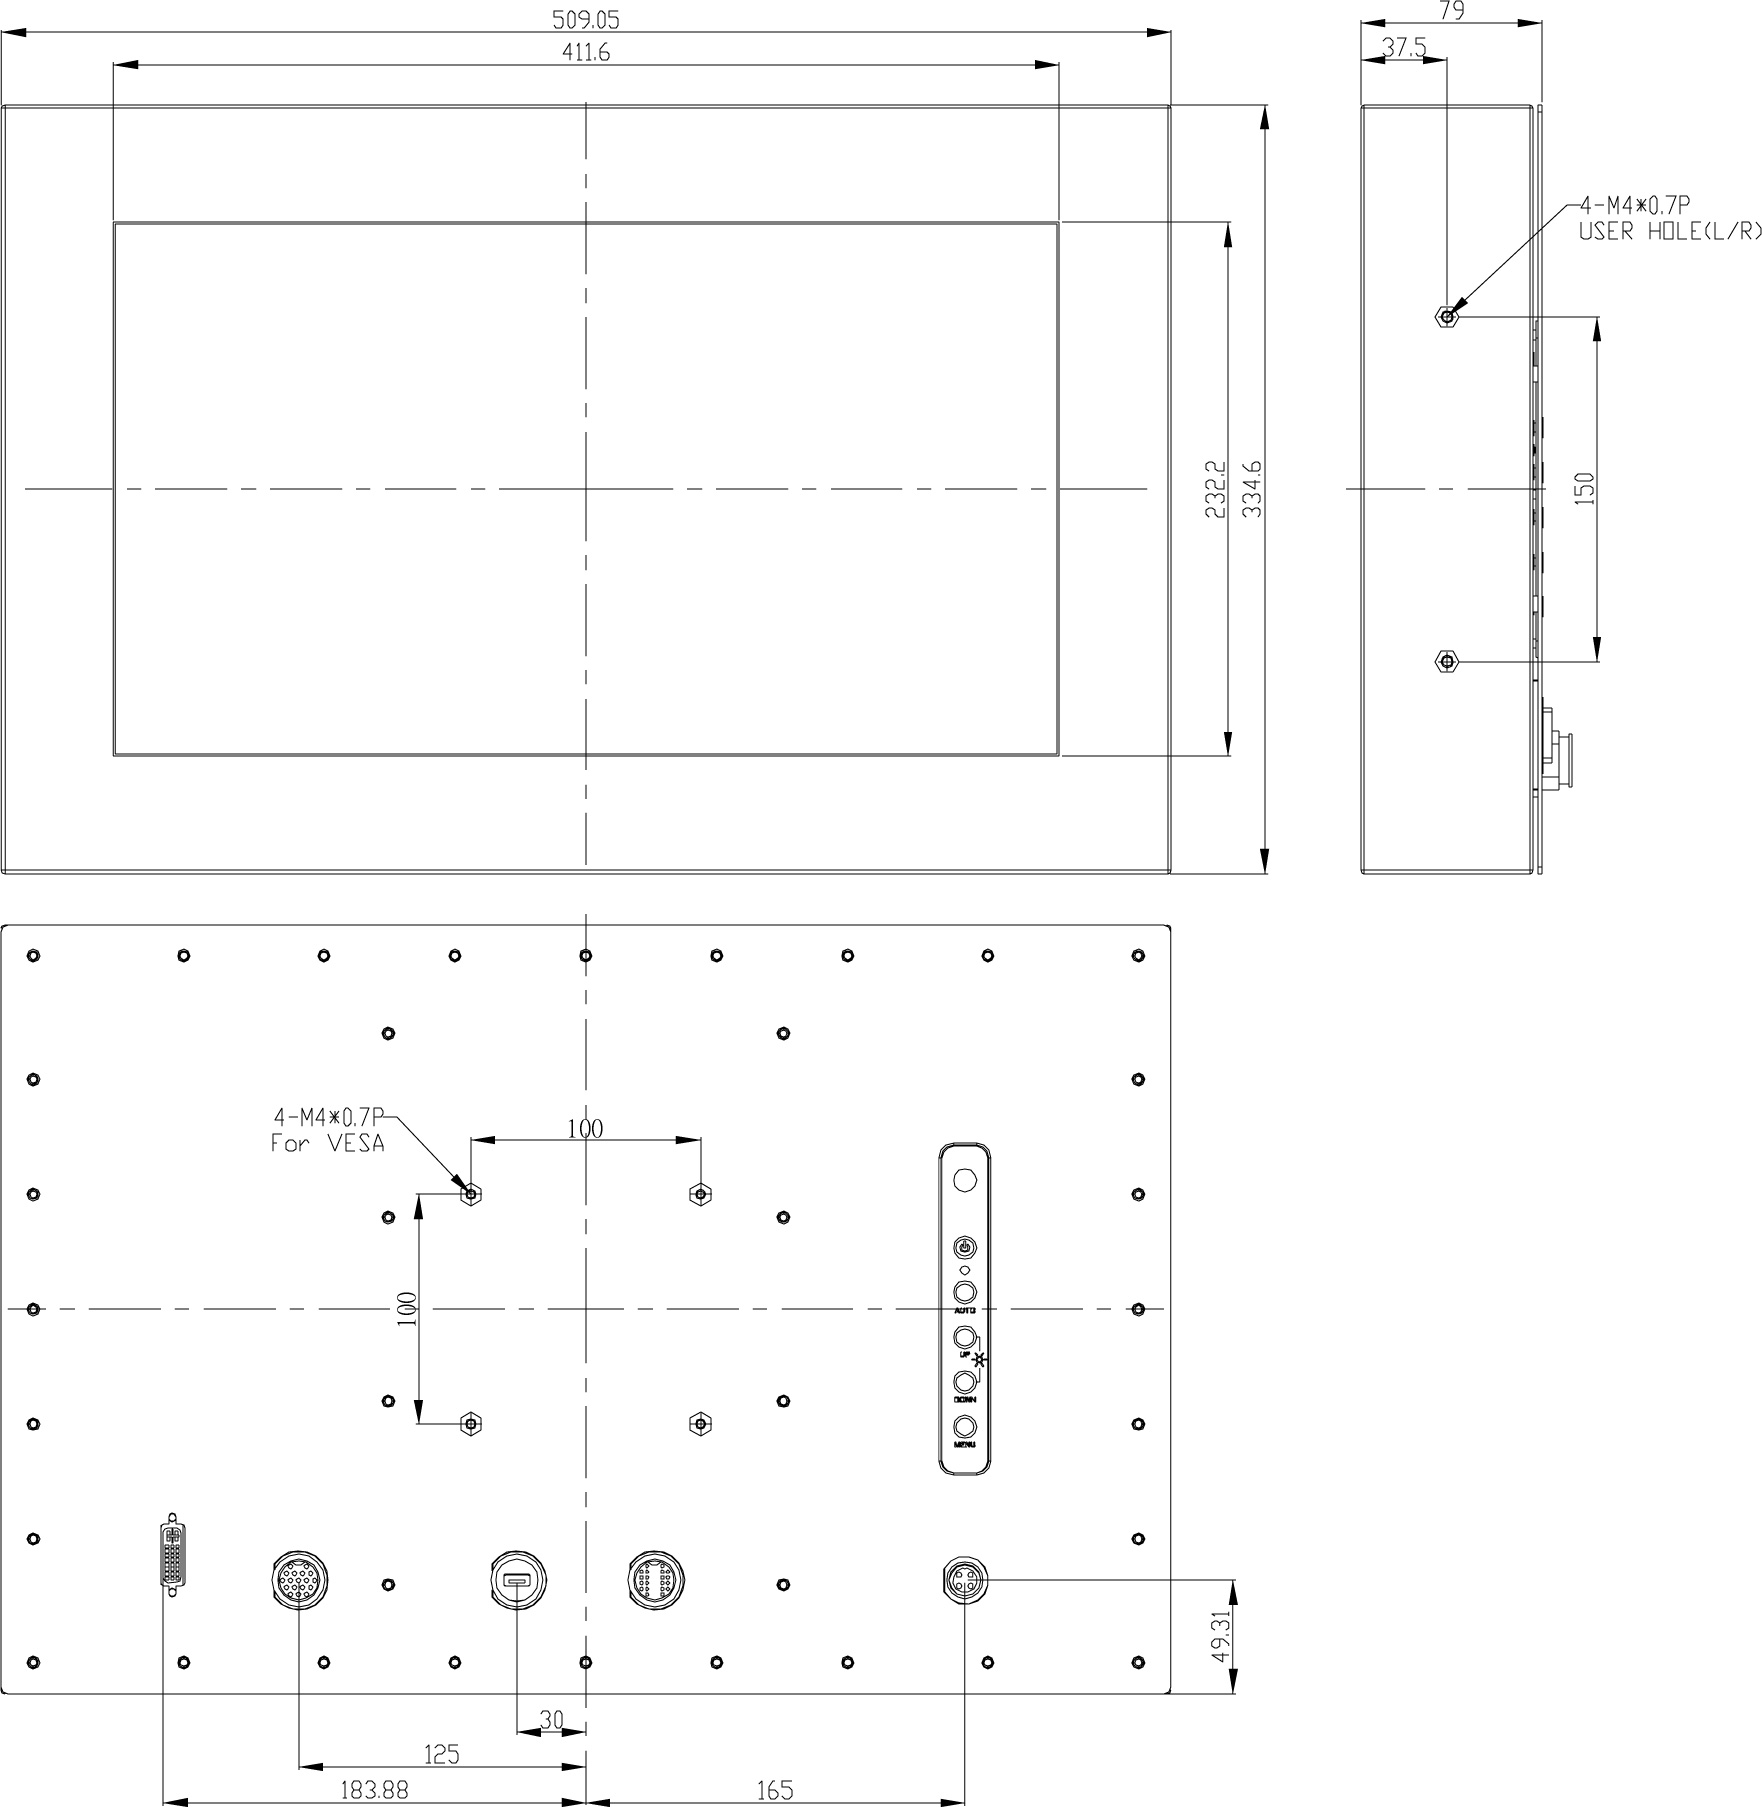 509.05
79
411.6
37.5
4-M4*0.7P
USER HOLE(L/R)
232.2
334.6
150
4-M4*0.7P
For VESA
100
100
AUTO
UP
DOWN
MENU
49.31
30
125
183.88
165